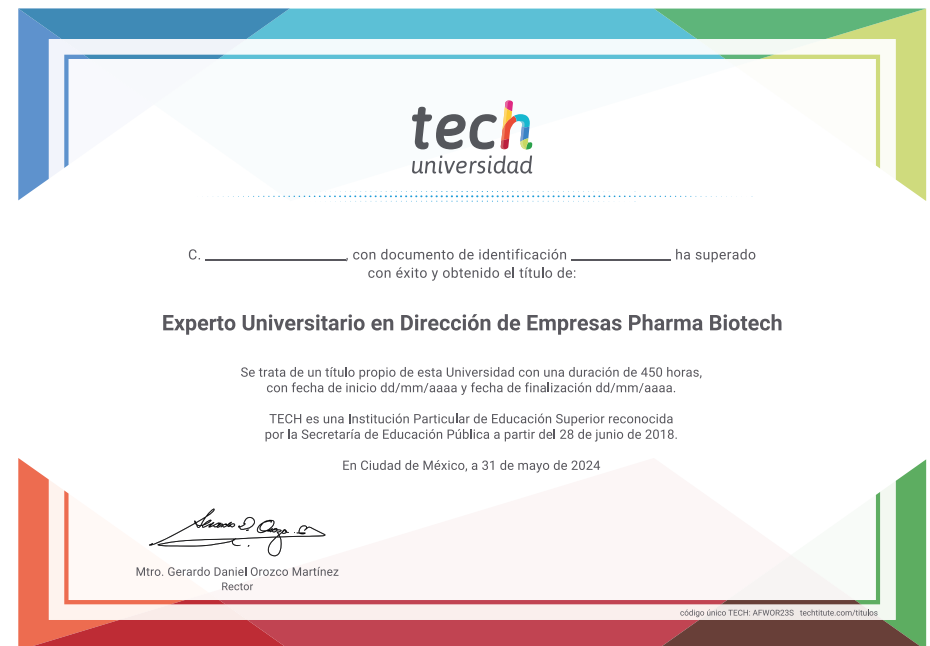 tech
universidad
C. __________________, con documento de identificación _____________ ha superado
con éxito y obtenido el título de:
Experto Universitario en Dirección de Empresas Pharma Biotech
Se trata de un título propio de esta Universidad con una duración de 450 horas,
con fecha de inicio dd/mm/aaaa y fecha de finalización dd/mm/aaaa.
TECH es una Institución Particular de Educación Superior reconocida
por la Secretaría de Educación Pública a partir del 28 de junio de 2018.
En Ciudad de México, a 31 de mayo de 2024
Mtro. Gerardo Daniel Orozco Martínez
Rector
código único TECH: AFWOR23S techtitute.com/titulos